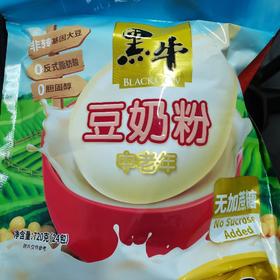 非转基因大豆
0反式脂肪酸
0胆固醇
黑牛
BLACK COW
豆奶粉
中老年
无加蔗糖
No Sucrose
Added
净含量:720克(24包)